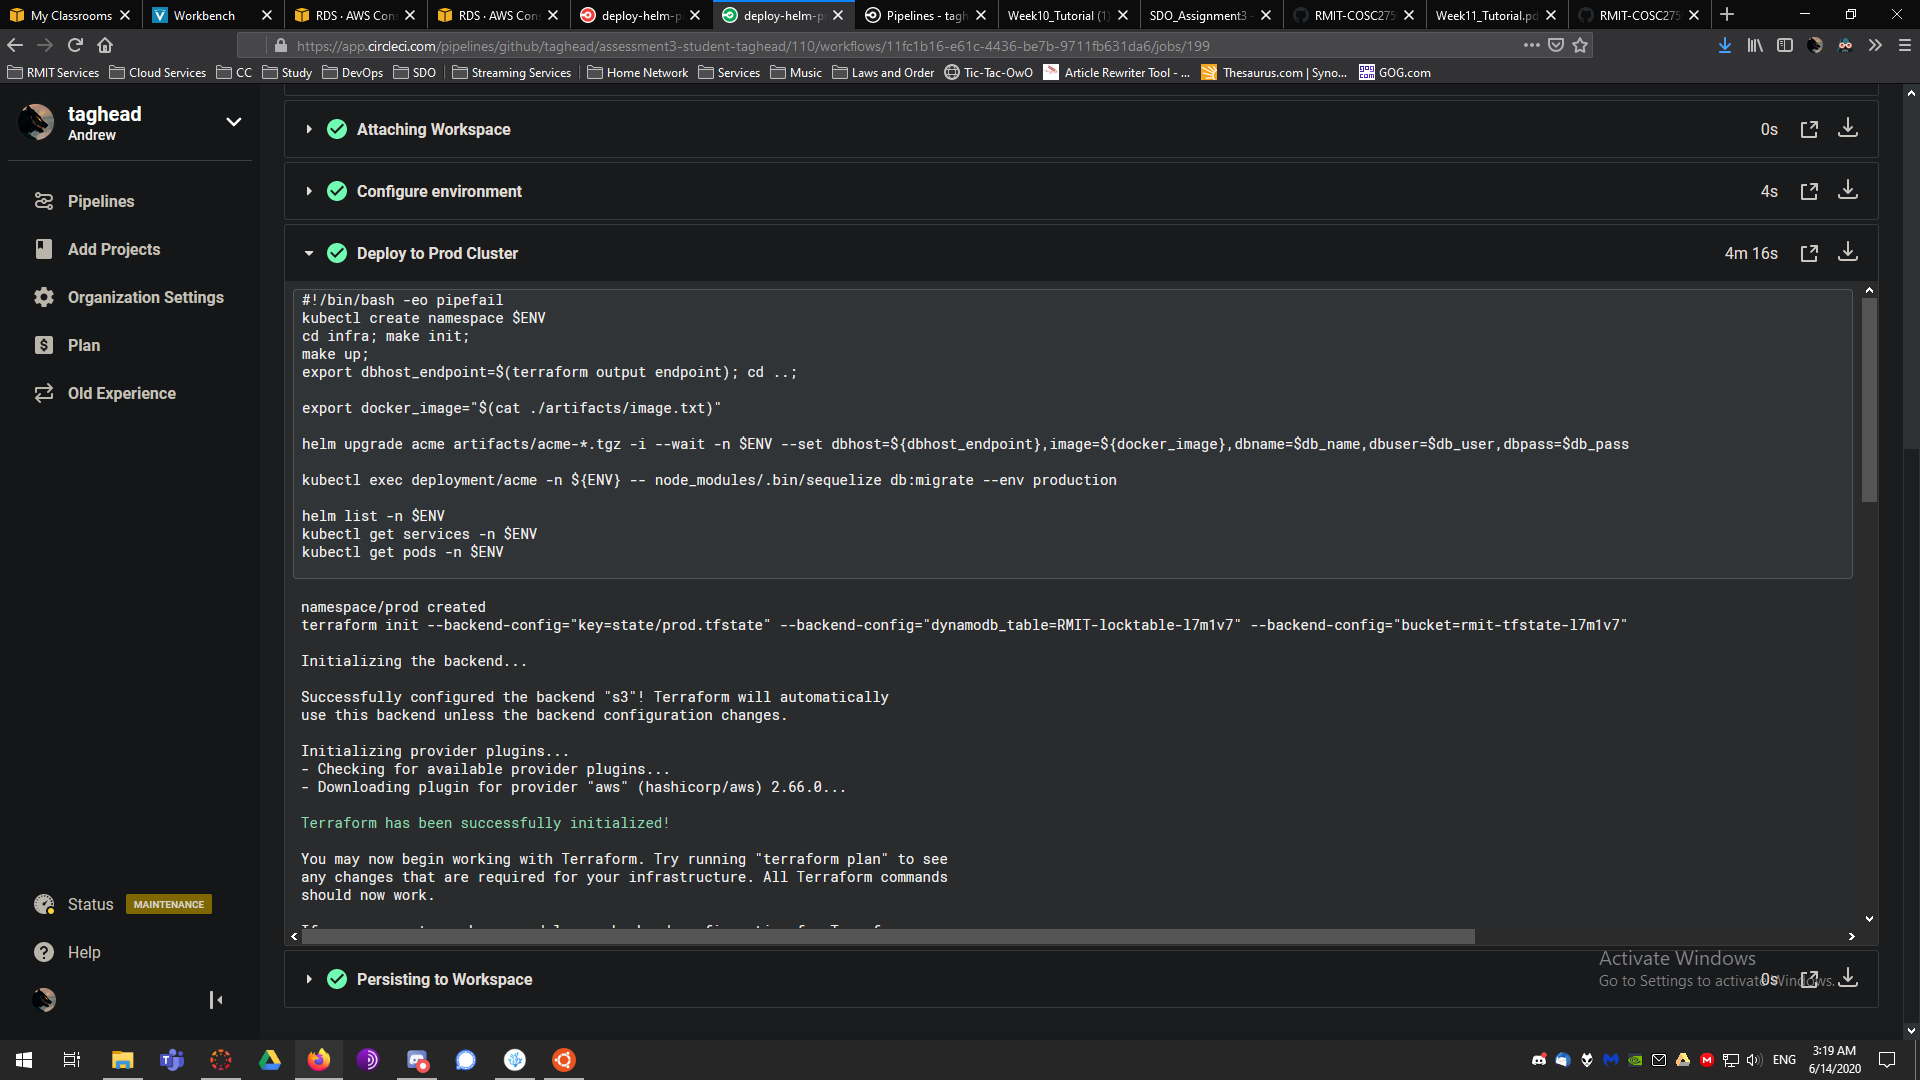 My Classrooms
Workbench
RDS · AWS Con
RDS · AWS Con
deploy-helm-p
deploy-helm-p
Pipelines - tagh
Week10_Tutorial (1)
SDO_Assignment3 -
RMIT-COSC275
Week11_Tutorial.pd
RMIT-COSC275
https://app.circleci.com/pipelines/github/taghead/assessment3-student-taghead/110/workflows/11fc1b16-e61c-4436-be7b-9711fb631da6/jobs/199
RMIT Services
Cloud Services
CC
Study
DevOps
SDO
Streaming Services
Home Network
Services
Music
Laws and Order
Tic-Tac-OwO
Article Rewriter Tool - ...
Thesaurus.com | Syno...
GOG.com
taghead
Andrew
Pipelines
Add Projects
Organization Settings
Plan
Old Experience
Status MAINTENANCE
Help
Attaching Workspace 0s
Configure environment 4s
Deploy to Prod Cluster 4m 16s
#!/bin/bash -eo pipefail
kubectl create namespace $ENV
cd infra; make init;
make up;
export dbhost_endpoint=$(terraform output endpoint); cd ..;
export docker_image="$(cat ./artifacts/image.txt)"
helm upgrade acme artifacts/acme-*.tgz -i --wait -n $ENV --set dbhost=${dbhost_endpoint},image=${docker_image},dbname=$db_name,dbuser=$db_user,dbpass=$db_pass
kubectl exec deployment/acme -n ${ENV} -- node_modules/.bin/sequelize db:migrate --env production
helm list -n $ENV
kubectl get services -n $ENV
kubectl get pods -n $ENV
namespace/prod created
terraform init --backend-config="key=state/prod.tfstate" --backend-config="dynamodb_table=RMIT-locktable-l7m1v7" --backend-config="bucket=rmit-tfstate-l7m1v7"
Initializing the backend...
Successfully configured the backend "s3"! Terraform will automatically
use this backend unless the backend configuration changes.
Initializing provider plugins...
- Checking for available provider plugins...
- Downloading plugin for provider "aws" (hashicorp/aws) 2.66.0...
Terraform has been successfully initialized!
You may now begin working with Terraform. Try running "terraform plan" to see
any changes that are required for your infrastructure. All Terraform commands
should now work.
Persisting to Workspace 0s
Activate Windows
Go to Settings to activate Windows.
ENG
3:19 AM
6/14/2020